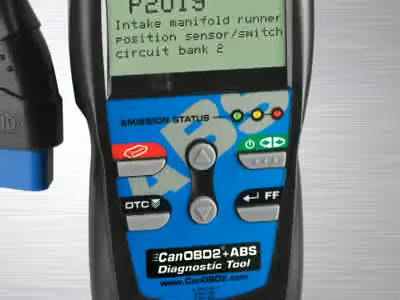 P2019
Intake manifold runner
position sensor/switch
circuit bank 2
EMISSION STATUS
ABS
DTC
FF
CanOBD2+ABS
Diagnostic Tool
www.CanOBD2.com